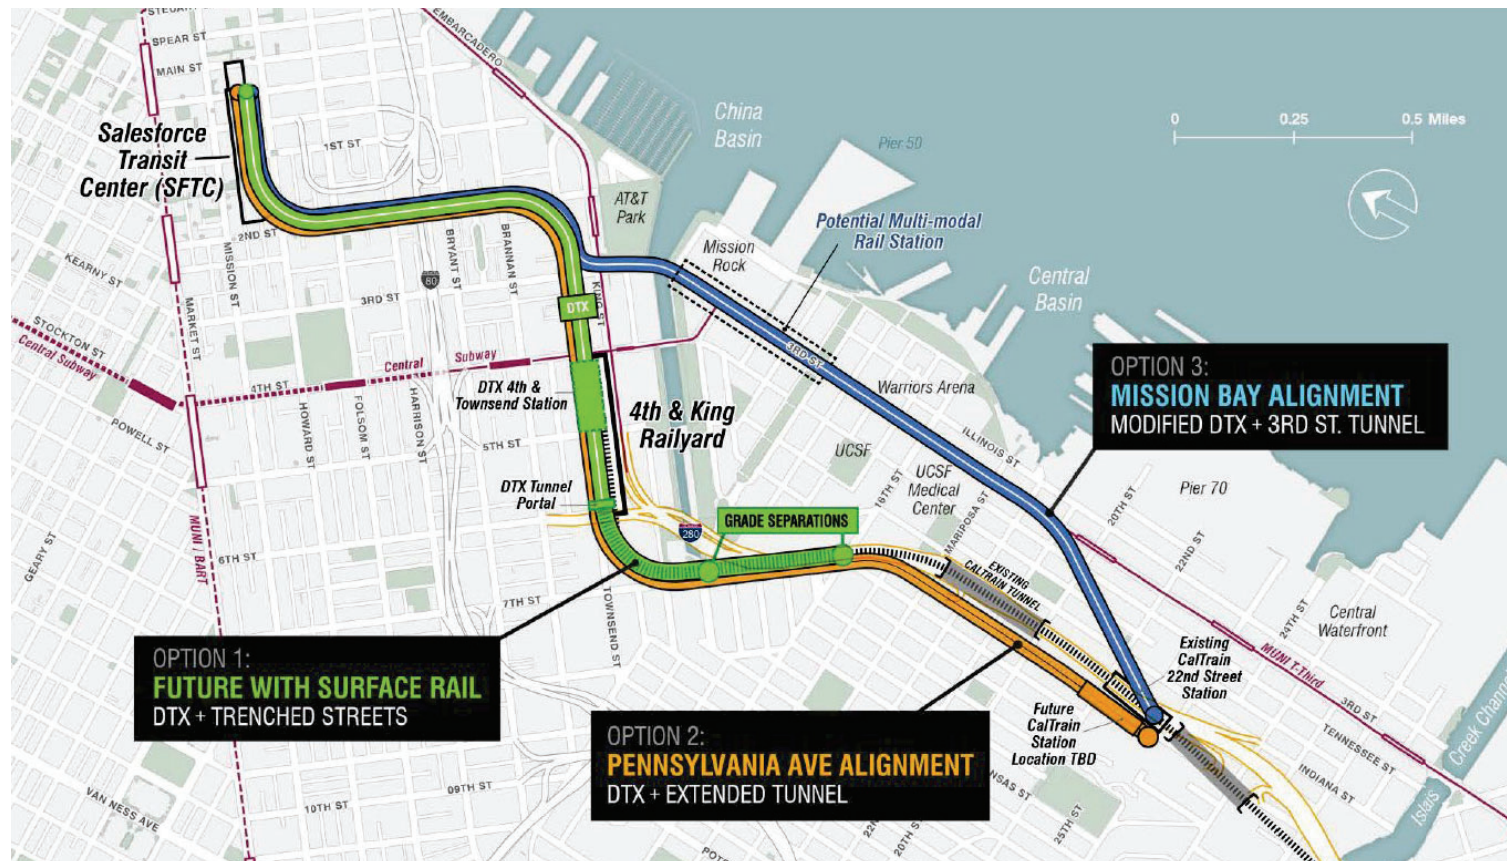 STEUART ST
SPEAR ST
MAIN ST
EMBARCADERO
Salesforce
Transit
Center (SFTC)
1ST ST
2ND ST
China
Basin
Pier 50
0
0.25
0.5 Miles
AT&T
Park
Potential Multi-modal
Rail Station
Mission
Rock
Central
Basin
KEARNY ST
MISSION ST
BRYANT ST
BRANNAN ST
80
3RD ST
KING ST
DTX
MARKET ST
STOCKTON ST
Central Subway
Central
Subway
4TH ST
DTX 4th &
Townsend Station
3RD ST
Warriors Arena
OPTION 3:
MISSION BAY ALIGNMENT
MODIFIED DTX + 3RD ST. TUNNEL
POWELL ST
HOWARD ST
FOLSOM ST
HARRISON ST
5TH ST
4th & King
Railyard
UCSF
ILLINOIS ST
DTX Tunnel
Portal
UCSF
Medical
Center
16TH ST
MARIPOSA ST
20TH ST
Pier 70
GRADE SEPARATIONS
280
22ND ST
MUNI / BART
GEARY ST
6TH ST
EXISTING
CALTRAIN TUNNEL
7TH ST
TOWNSEND ST
24TH ST
Central
Waterfront
OPTION 1:
FUTURE WITH SURFACE RAIL
DTX + TRENCHED STREETS
Existing
CalTrain
22nd Street
Station
MUNI T-Third
3RD ST
Future
CalTrain
Station
Location TBD
OPTION 2:
PENNSYLVANIA AVE ALIGNMENT
DTX + EXTENDED TUNNEL
TENNESSEE ST
INDIANA ST
Creek Channel
Islais
VAN NESS AVE
10TH ST
09TH ST
20TH ST
25TH ST